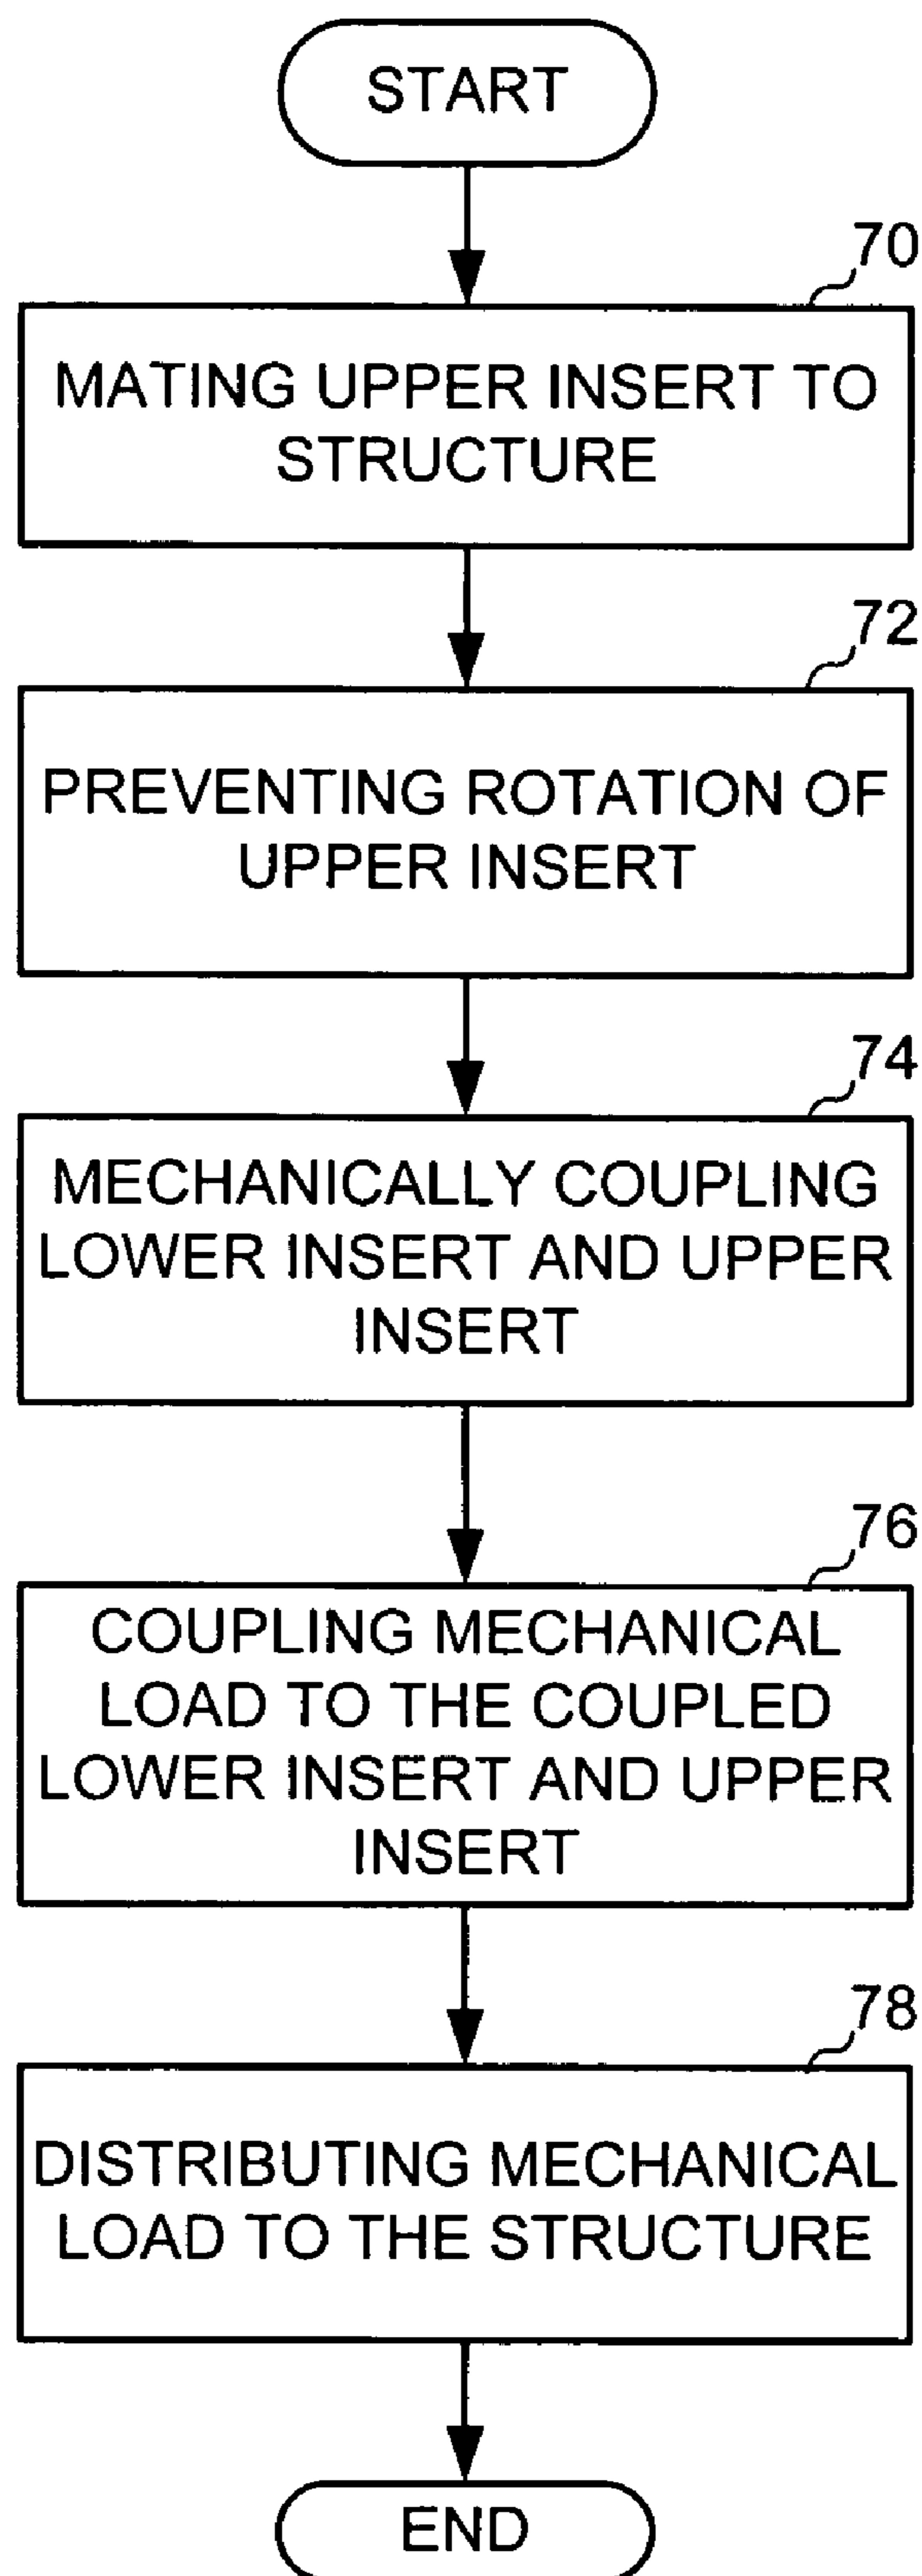 START
70
MATING UPPER INSERT TO
STRUCTURE
72
PREVENTING ROTATION OF
UPPER INSERT
74
MECHANICALLY COUPLING
LOWER INSERT AND UPPER
INSERT
76
COUPLING MECHANICAL
LOAD TO THE COUPLED
LOWER INSERT AND UPPER
INSERT
78
DISTRIBUTING MECHANICAL
LOAD TO THE STRUCTURE
END